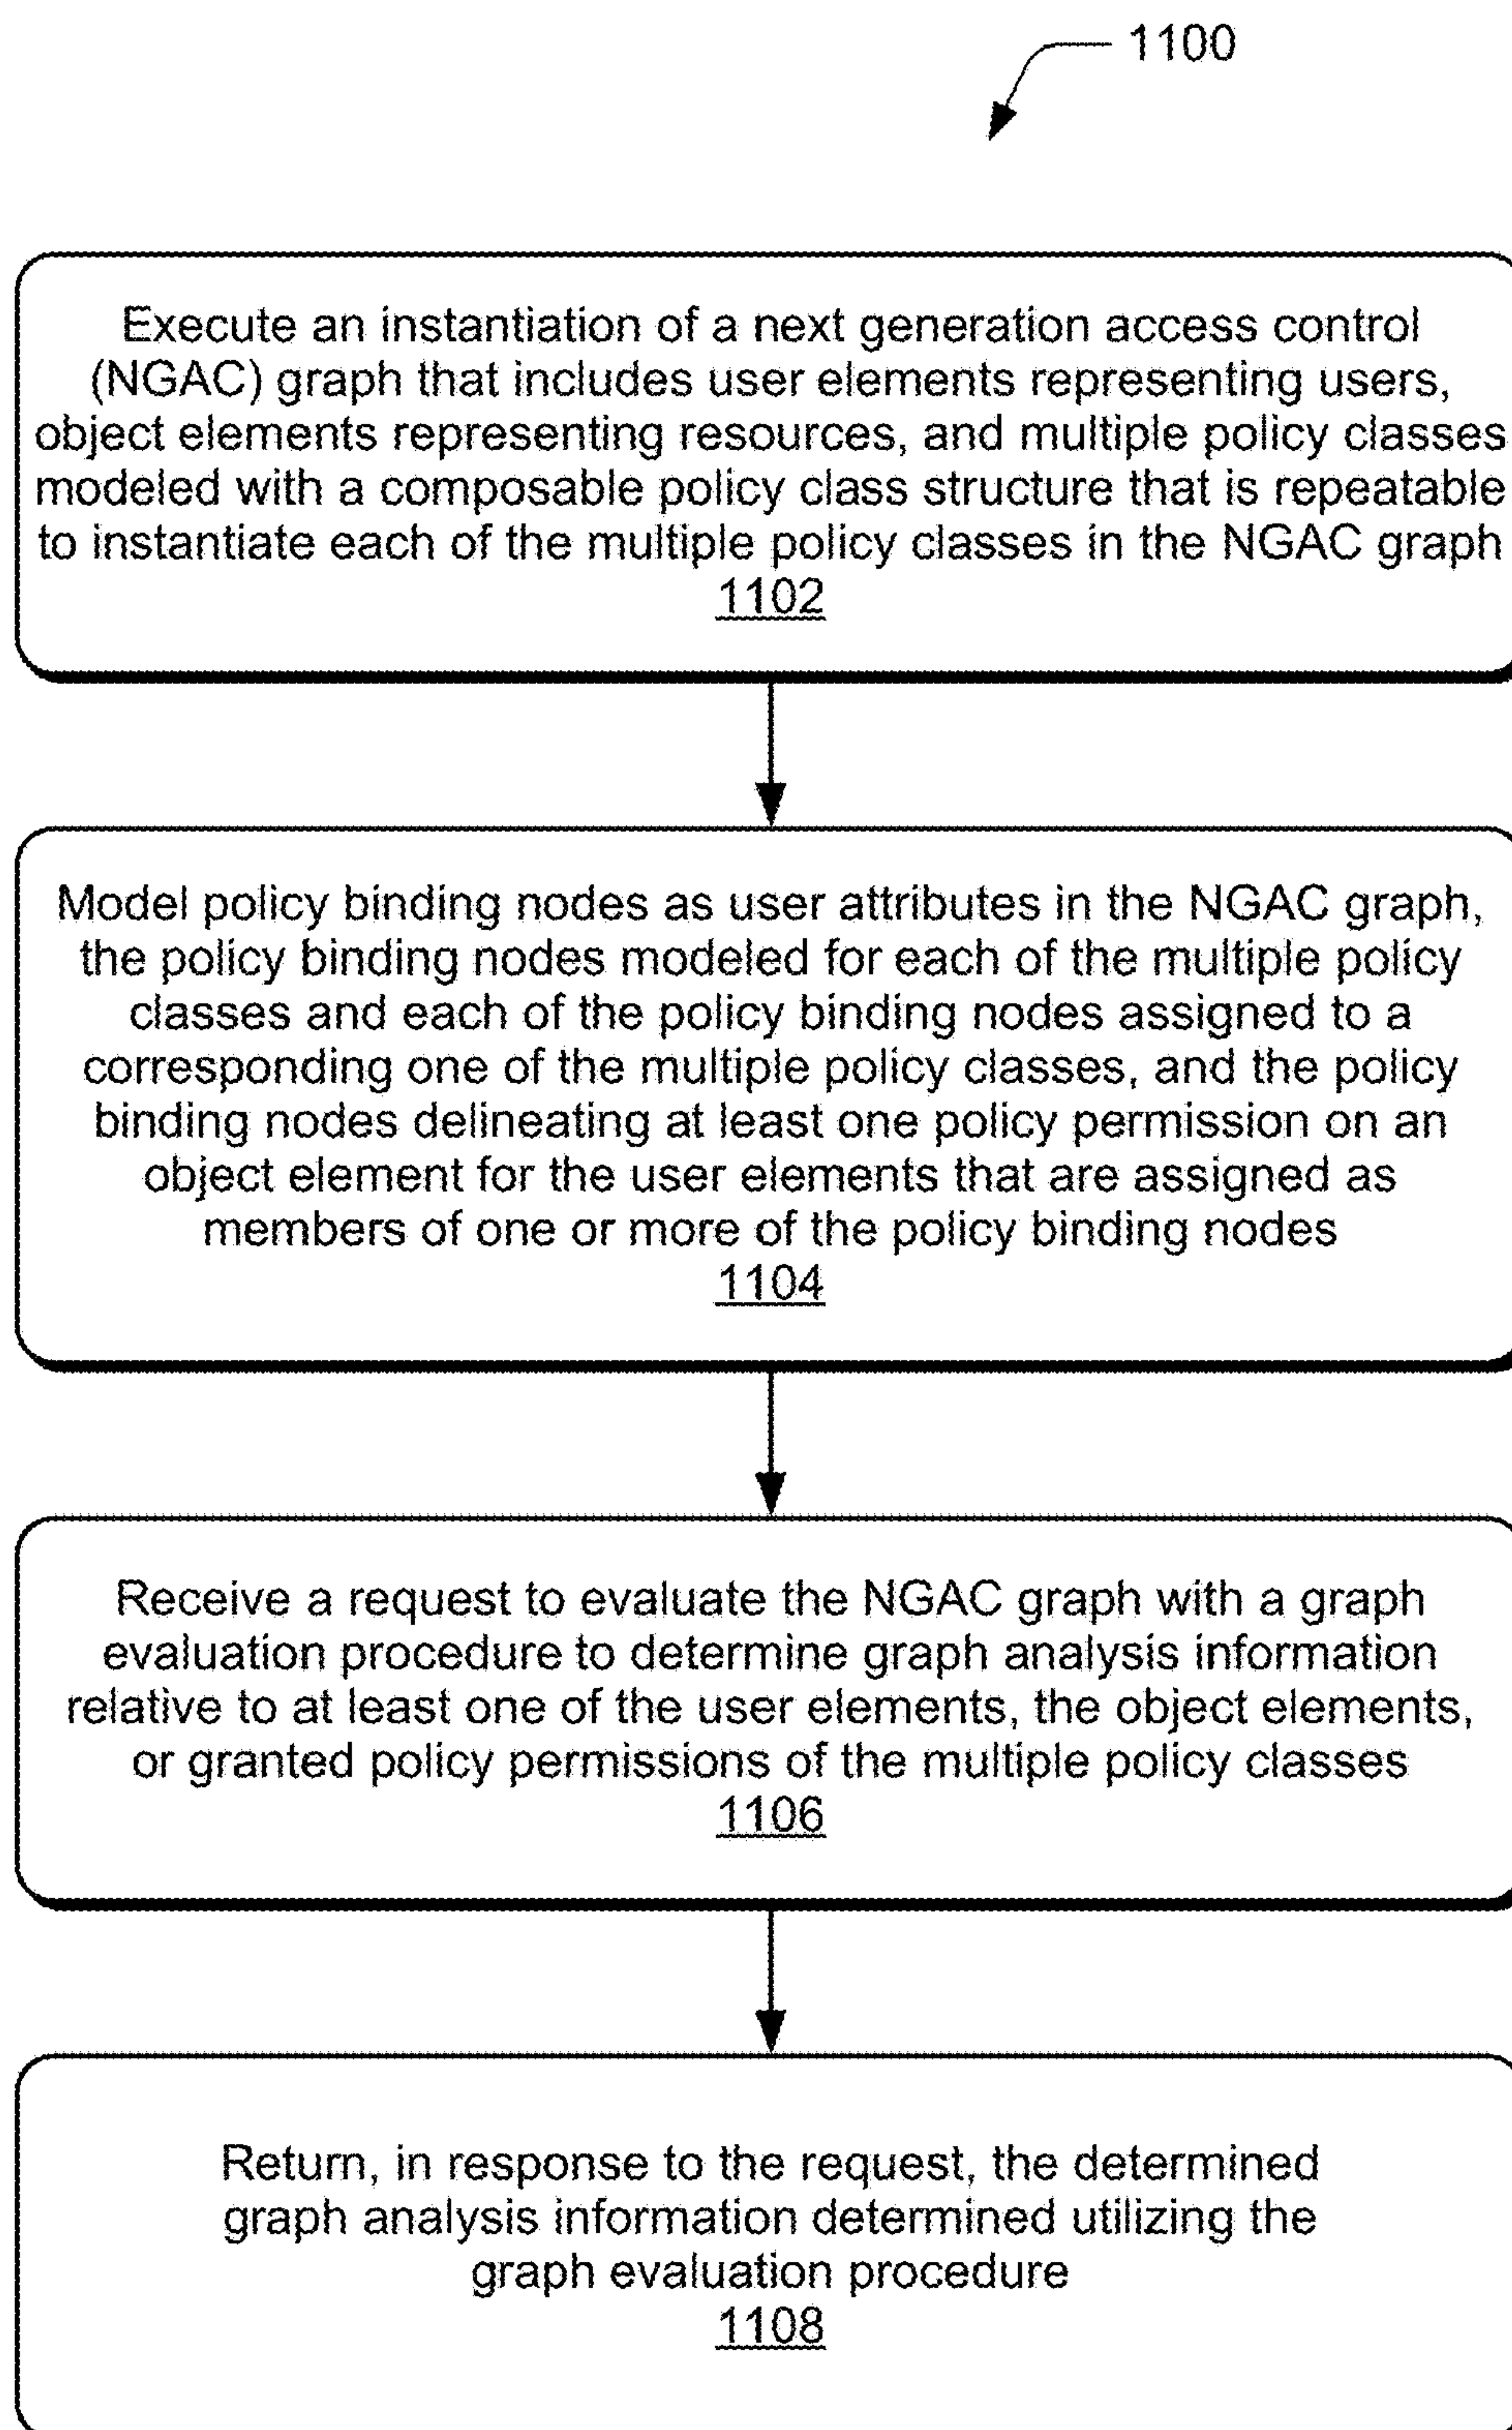 1100
Execute an instantiation of a next generation access control
(NGAC) graph that includes user elements representing users,
object elements representing resources, and multiple policy classes
modeled with a composable policy class structure that is repeatable
to instantiate each of the multiple policy classes in the NGAC graph
1102
Model policy binding nodes as user attributes in the NGAC graph,
the policy binding nodes modeled for each of the multiple policy
classes and each of the policy binding nodes assigned to a
corresponding one of the multiple policy classes, and the policy
binding nodes delineating at least one policy permission on an
object element for the user elements that are assigned as
members of one or more of the policy binding nodes
1104
Receive a request to evaluate the NGAC graph with a graph
evaluation procedure to determine graph analysis information
relative to at least one of the user elements, the object elements,
or granted policy permissions of the multiple policy classes
1106
Return, in response to the request, the determined
graph analysis information determined utilizing the
graph evaluation procedure
1108